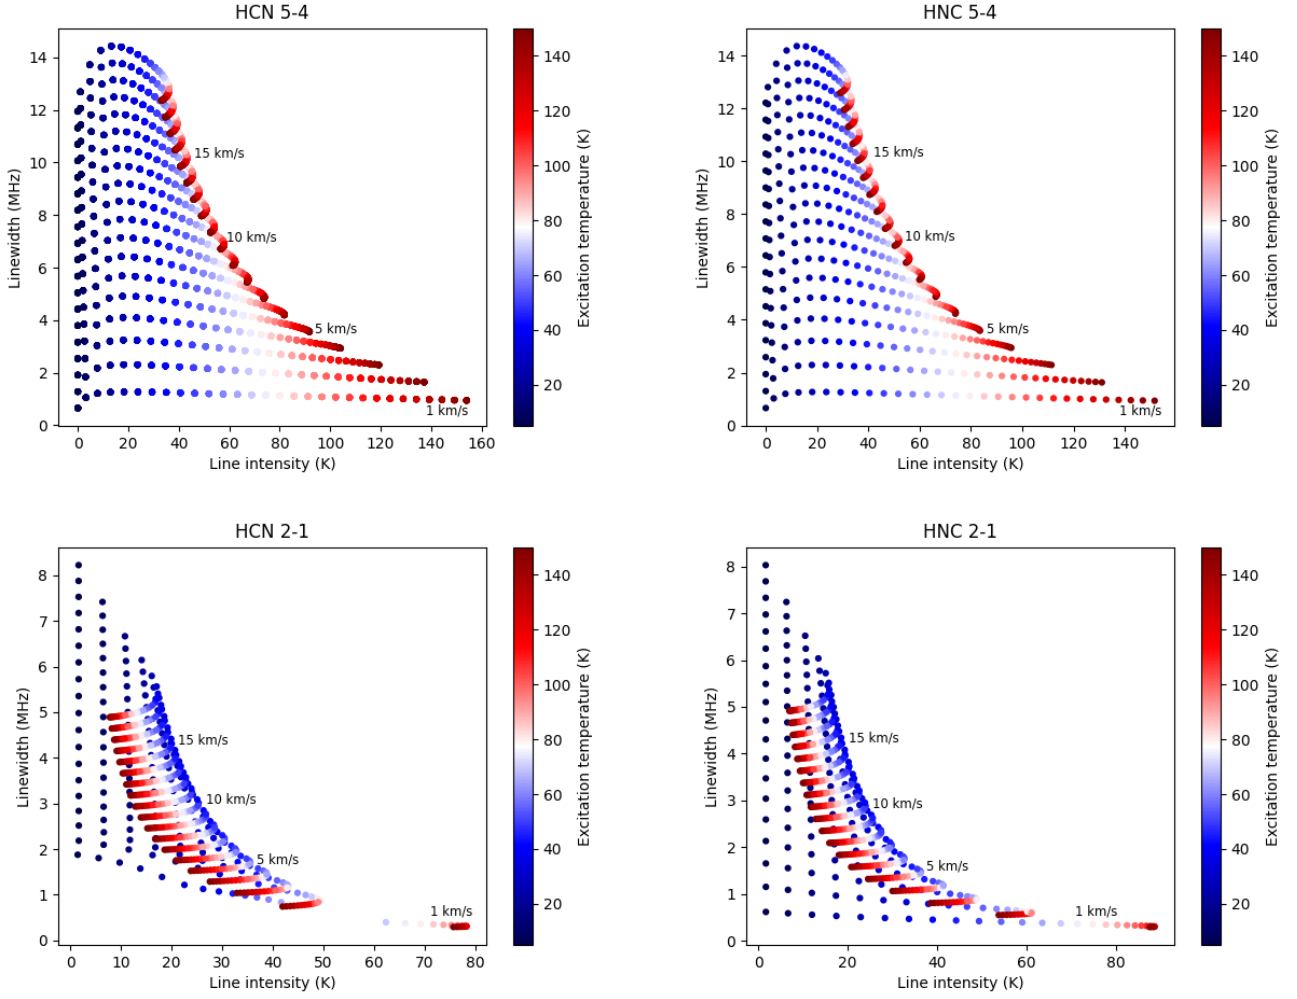 HCN 5-4
Linewidth (MHz)
14
12
10
8
6
4
2
0
15 km/s
10 km/s
5 km/s
1 km/s
0 20 40 60 80 100 120 140 160
Line intensity (K)
140
120
100
80
60
40
20
Excitation temperature (K)
HNC 5-4
Linewidth (MHz)
14
12
10
8
6
4
2
0
15 km/s
10 km/s
5 km/s
1 km/s
0 20 40 60 80 100 120 140
Line intensity (K)
140
120
100
80
60
40
20
Excitation temperature (K)
HCN 2-1
Linewidth (MHz)
8
7
6
5
4
3
2
1
0
15 km/s
10 km/s
5 km/s
1 km/s
0 10 20 30 40 50 60 70 80
Line intensity (K)
140
120
100
80
60
40
20
Excitation temperature (K)
HNC 2-1
Linewidth (MHz)
8
7
6
5
4
3
2
1
0
15 km/s
10 km/s
5 km/s
1 km/s
0 20 40 60 80
Line intensity (K)
140
120
100
80
60
40
20
Excitation temperature (K)